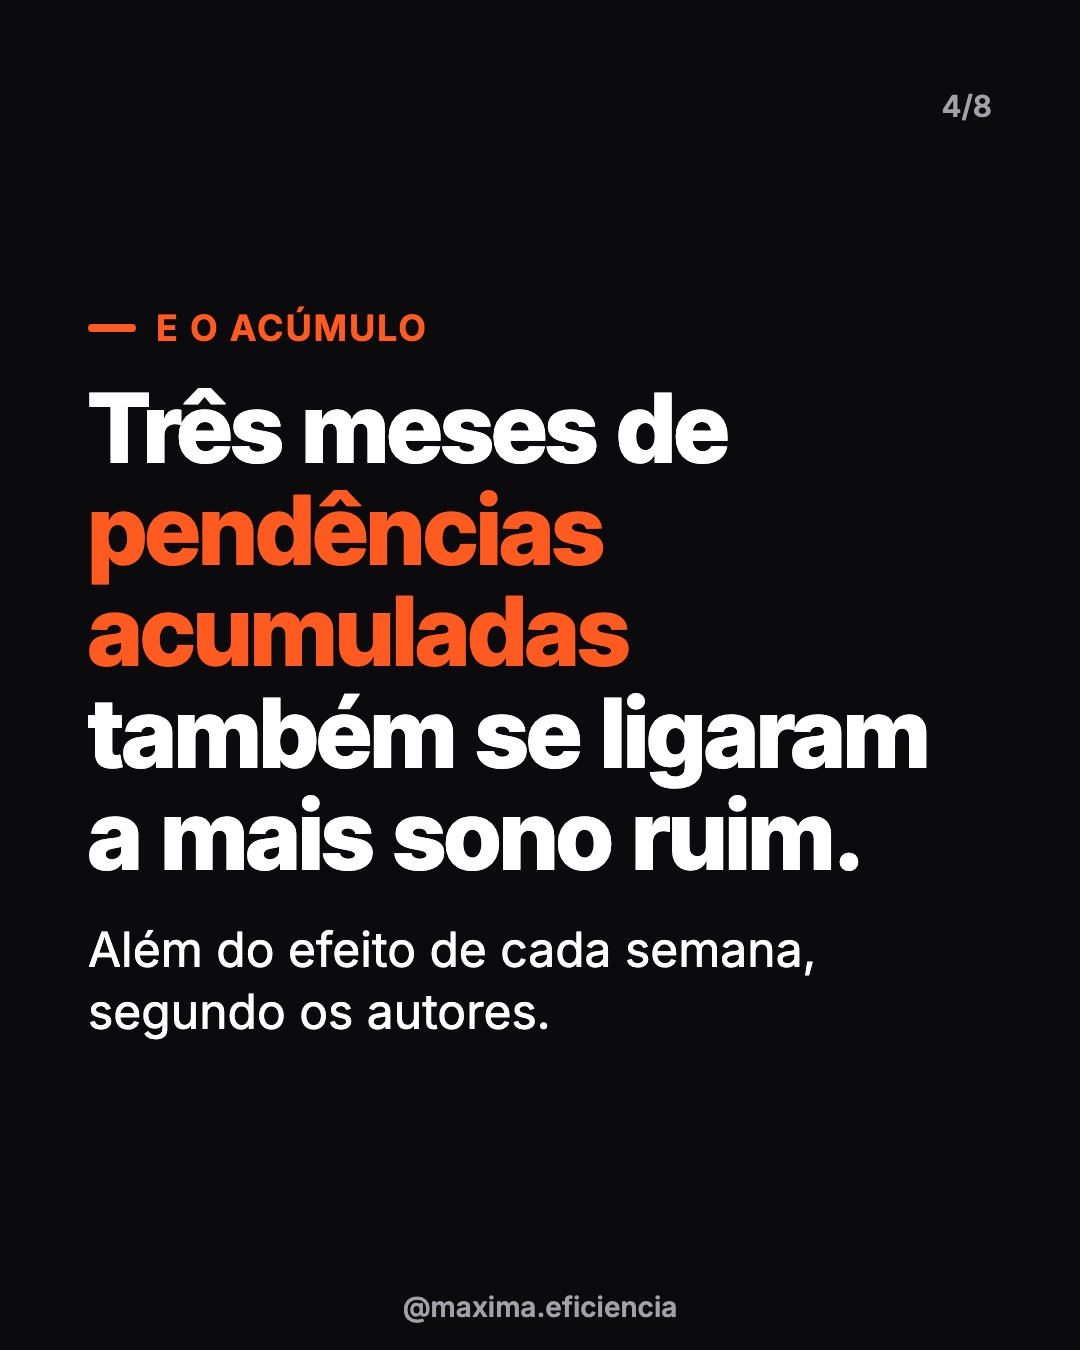 4/8
E O ACÚMULO
Três meses de
pendências
acumuladas
também se ligaram
a mais sono ruim.
Além do efeito de cada semana,
segundo os autores.
@maxima.eficiencia